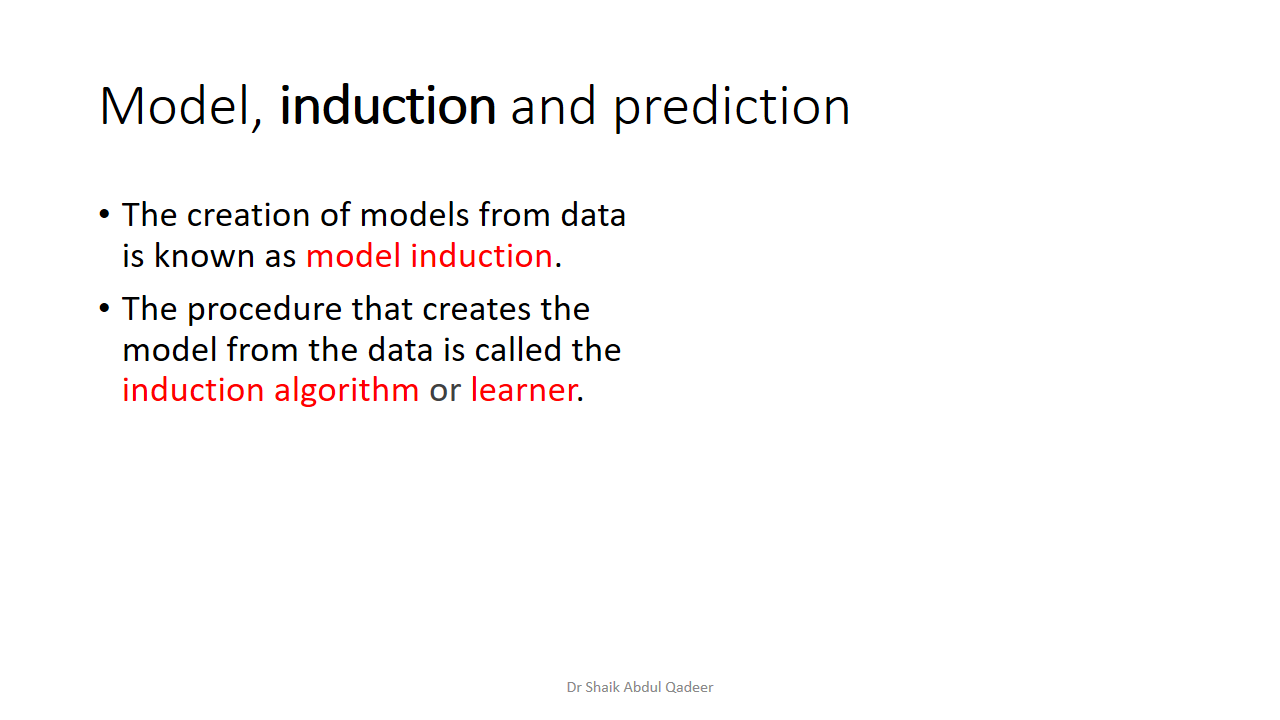 Model, induction and prediction
• The creation of models from data
is known as model induction.
• The procedure that creates the
model from the data is called the
induction algorithm or learner.
Dr Shaik Abdul Qadeer